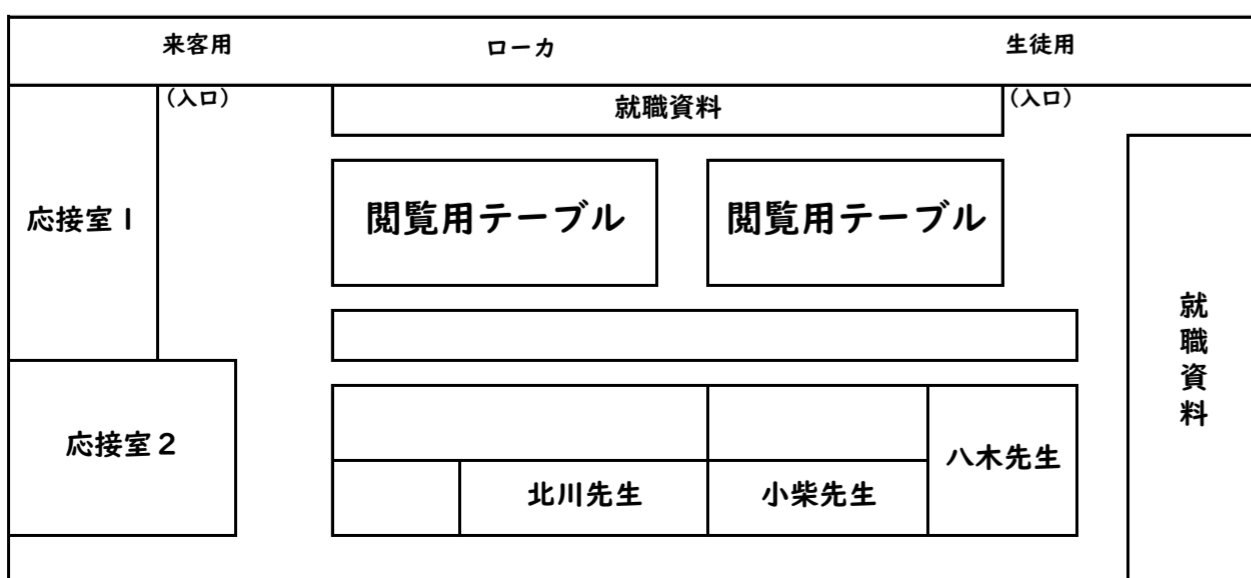 来客用
ローカ
生徒用
(入口)
就職資料
(入口)
応接室1
閲覧用テーブル
閲覧用テーブル
就職資料
応接室2
八木先生
北川先生
小柴先生